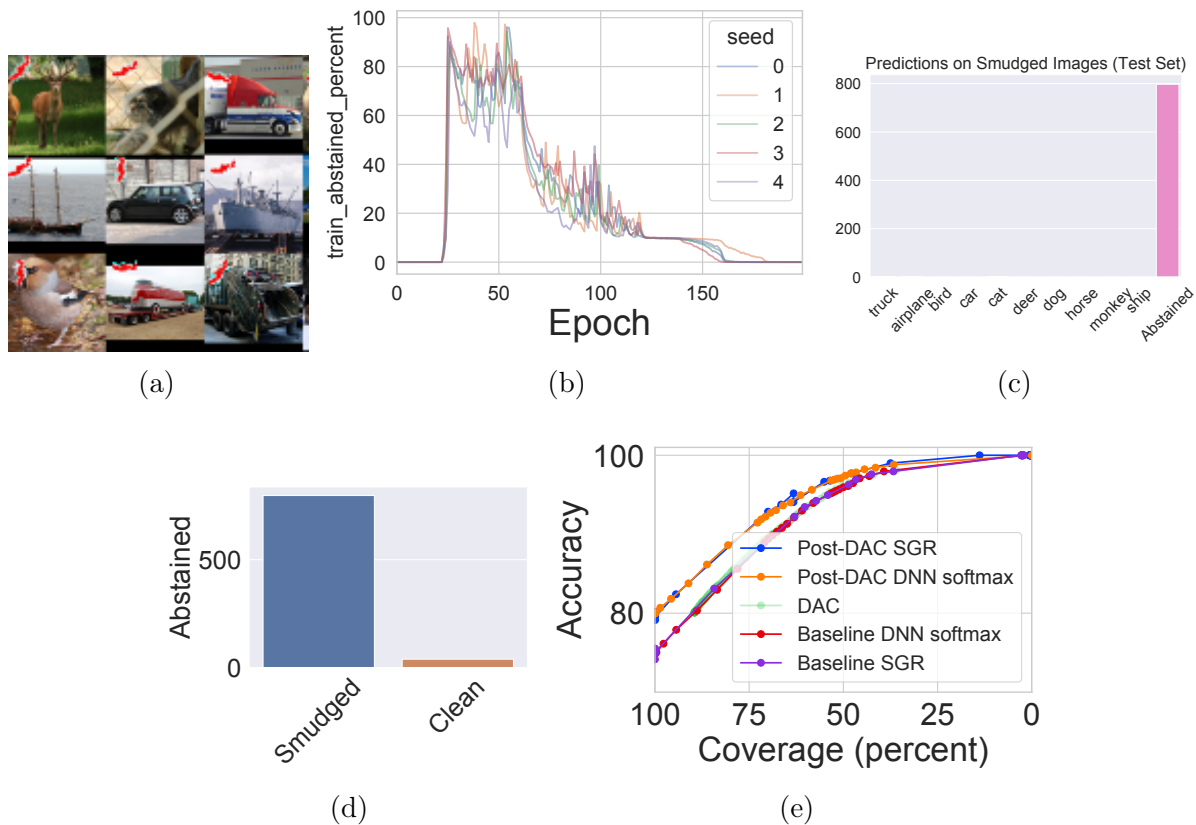 (a)
100
80
60
40
20
0
train_abstained_percent
0 50 100 150
Epoch
seed
0
1
2
3
4
(b)
Predictions on Smudged Images (Test Set)
800
600
400
200
0
truck airplane bird car cat deer dog horse monkey ship Abstained
(c)
Abstained
500
0
Smudged Clean
(d)
Accuracy
100
80
Post-DAC SGR
Post-DAC DNN softmax
DAC
Baseline DNN softmax
Baseline SGR
100 75 50 25 0
Coverage (percent)
(e)